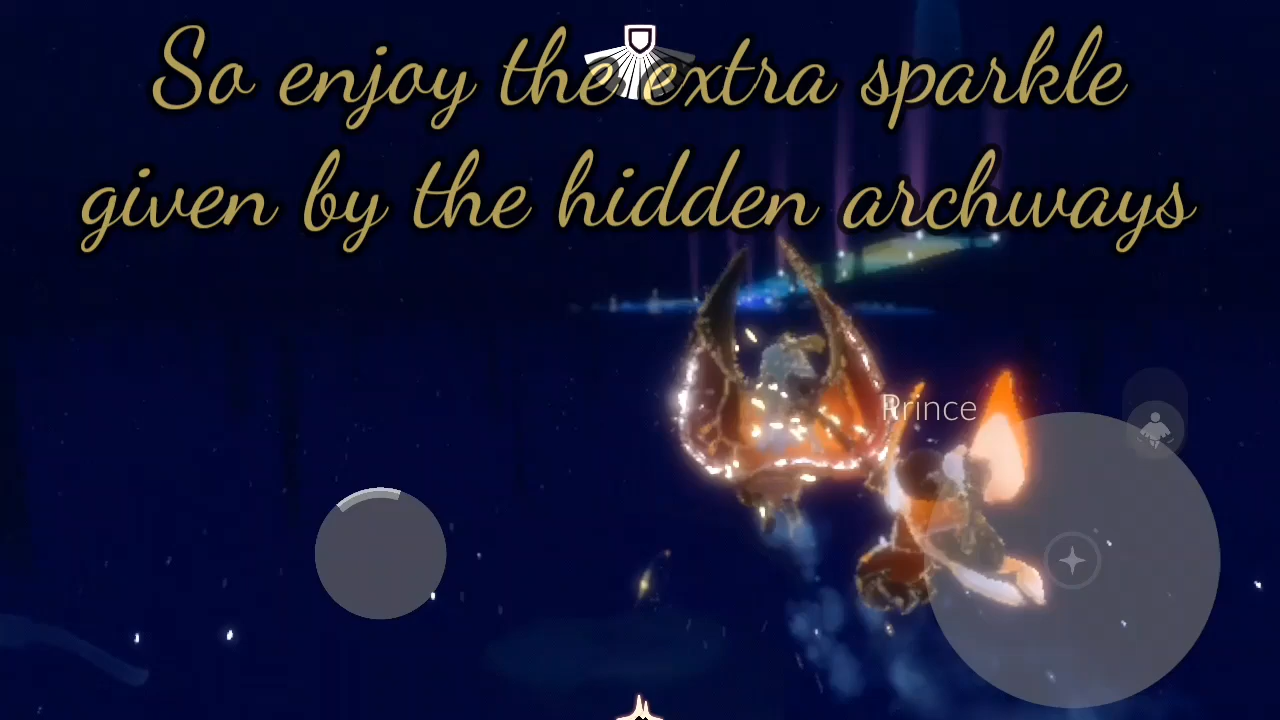 So enjoy the extra sparkle
given by the hidden archways
Prince